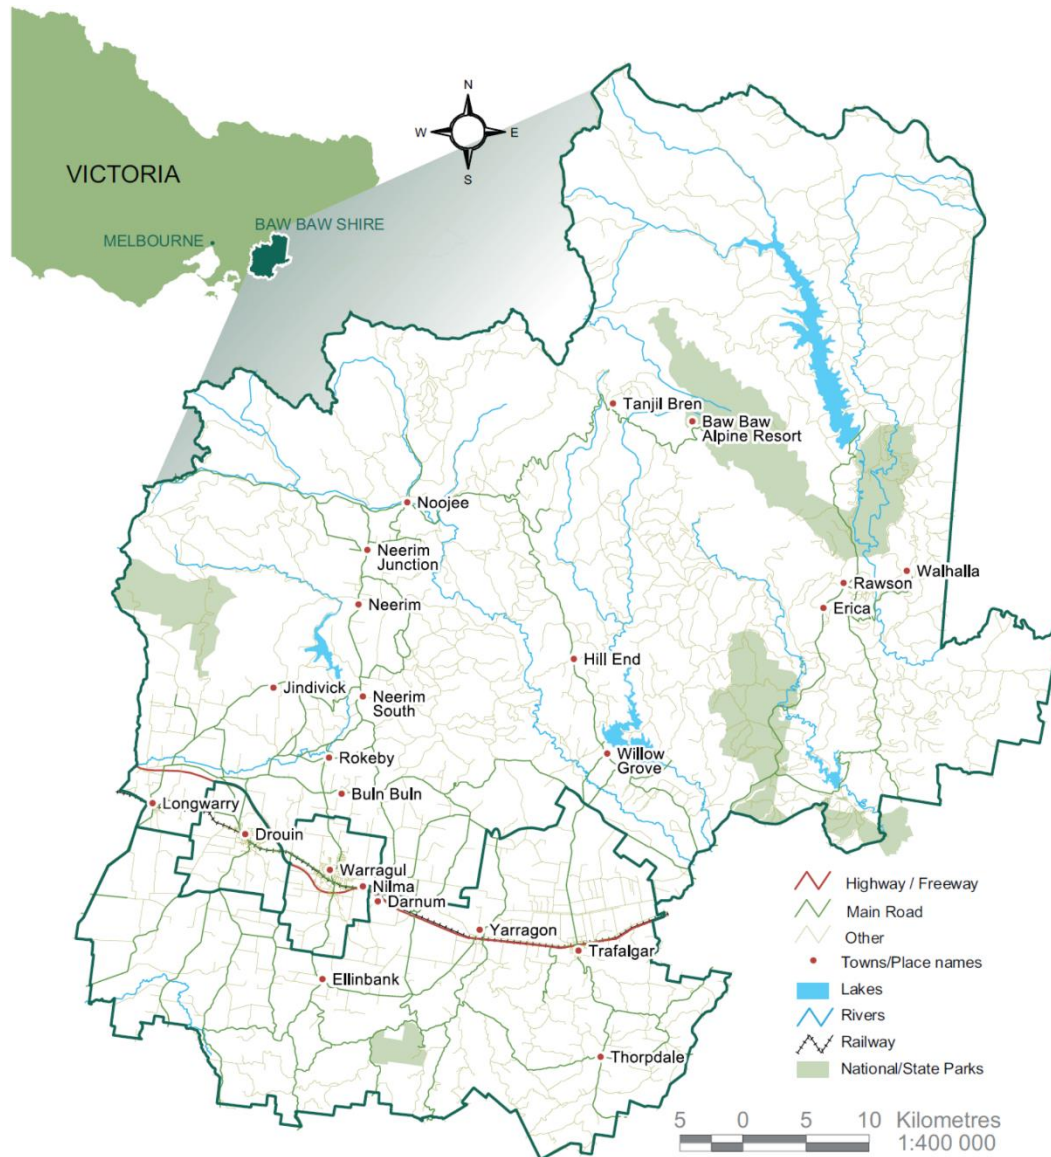 N
W
E
S
VICTORIA
BAW BAW SHIRE
MELBOURNE
Tanjil Bren
Baw Baw
Alpine Resort
Noojee
Neerim
Junction
Walhalla
Rawson
Neerim
Erica
Hill End
Jindivick
Neerim
South
Rokeby
Willow
Grove
Buln Buln
Longwarry
Drouin
Warragul
Nilma
Darnum
Yarragon
Trafalgar
Ellinbank
Thorpdale
Highway / Freeway
Main Road
Other
Towns/Place names
Lakes
Rivers
Railway
National/State Parks
5 0 5 10 Kilometres
1:400 000